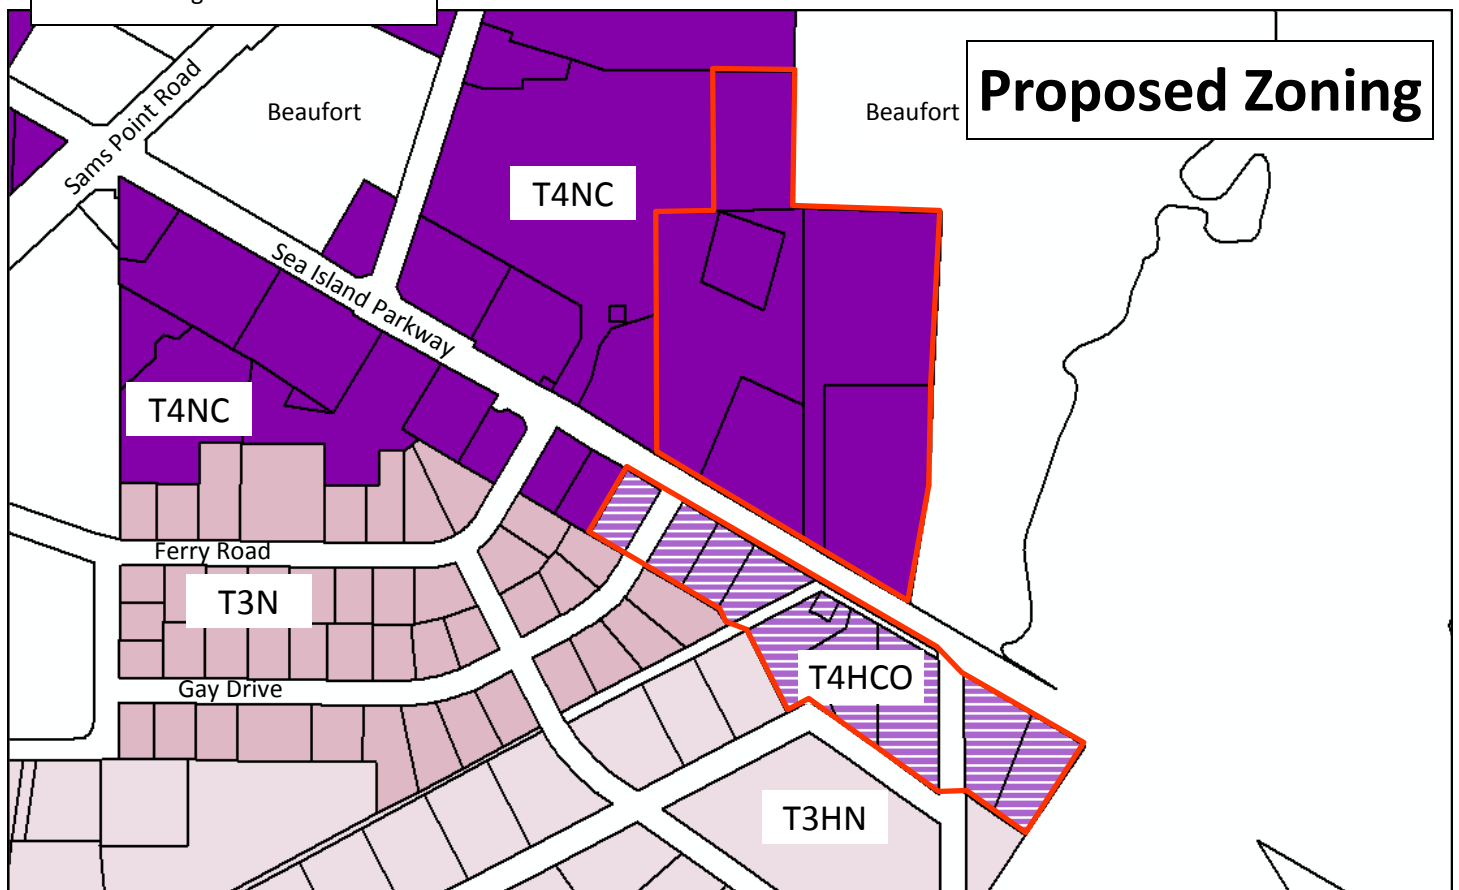 Proposed Zoning
Beaufort
Beaufort
Sams Point Road
T4NC
Sea Island Parkway
T4NC
Ferry Road
T3N
T4HCO
Gay Drive
T3HN